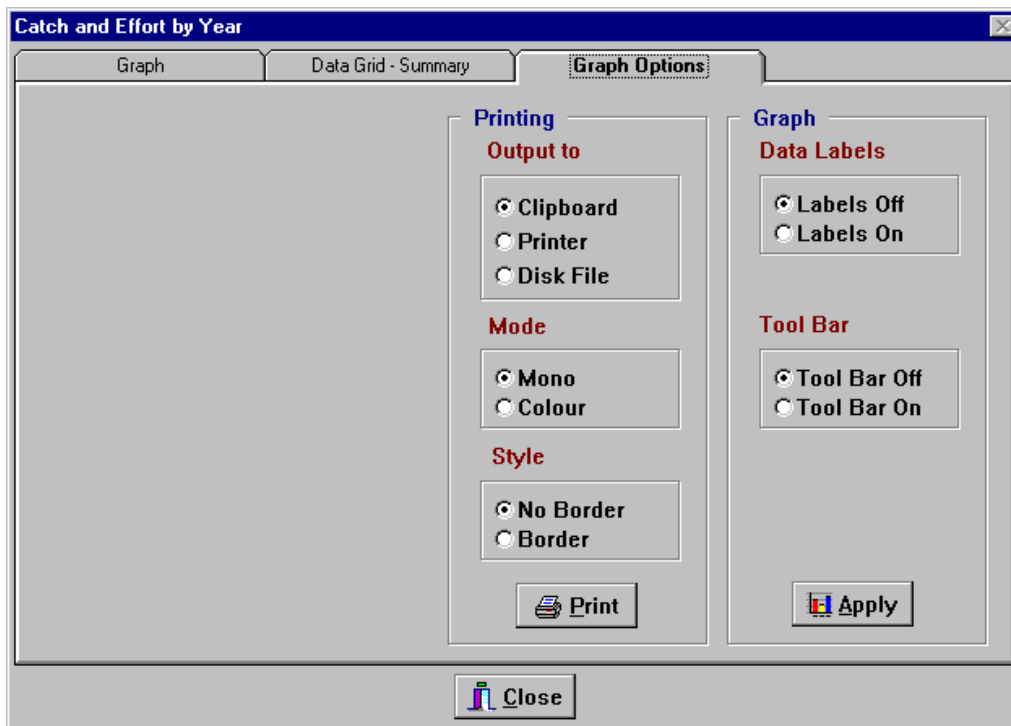 Catch and Effort by Year
Graph
Data Grid - Summary
Graph Options
Printing
Output to
Clipboard
Printer
Disk File
Mode
Mono
Colour
Style
No Border
Border
Print
Graph
Data Labels
Labels Off
Labels On
Tool Bar
Tool Bar Off
Tool Bar On
Apply
Close